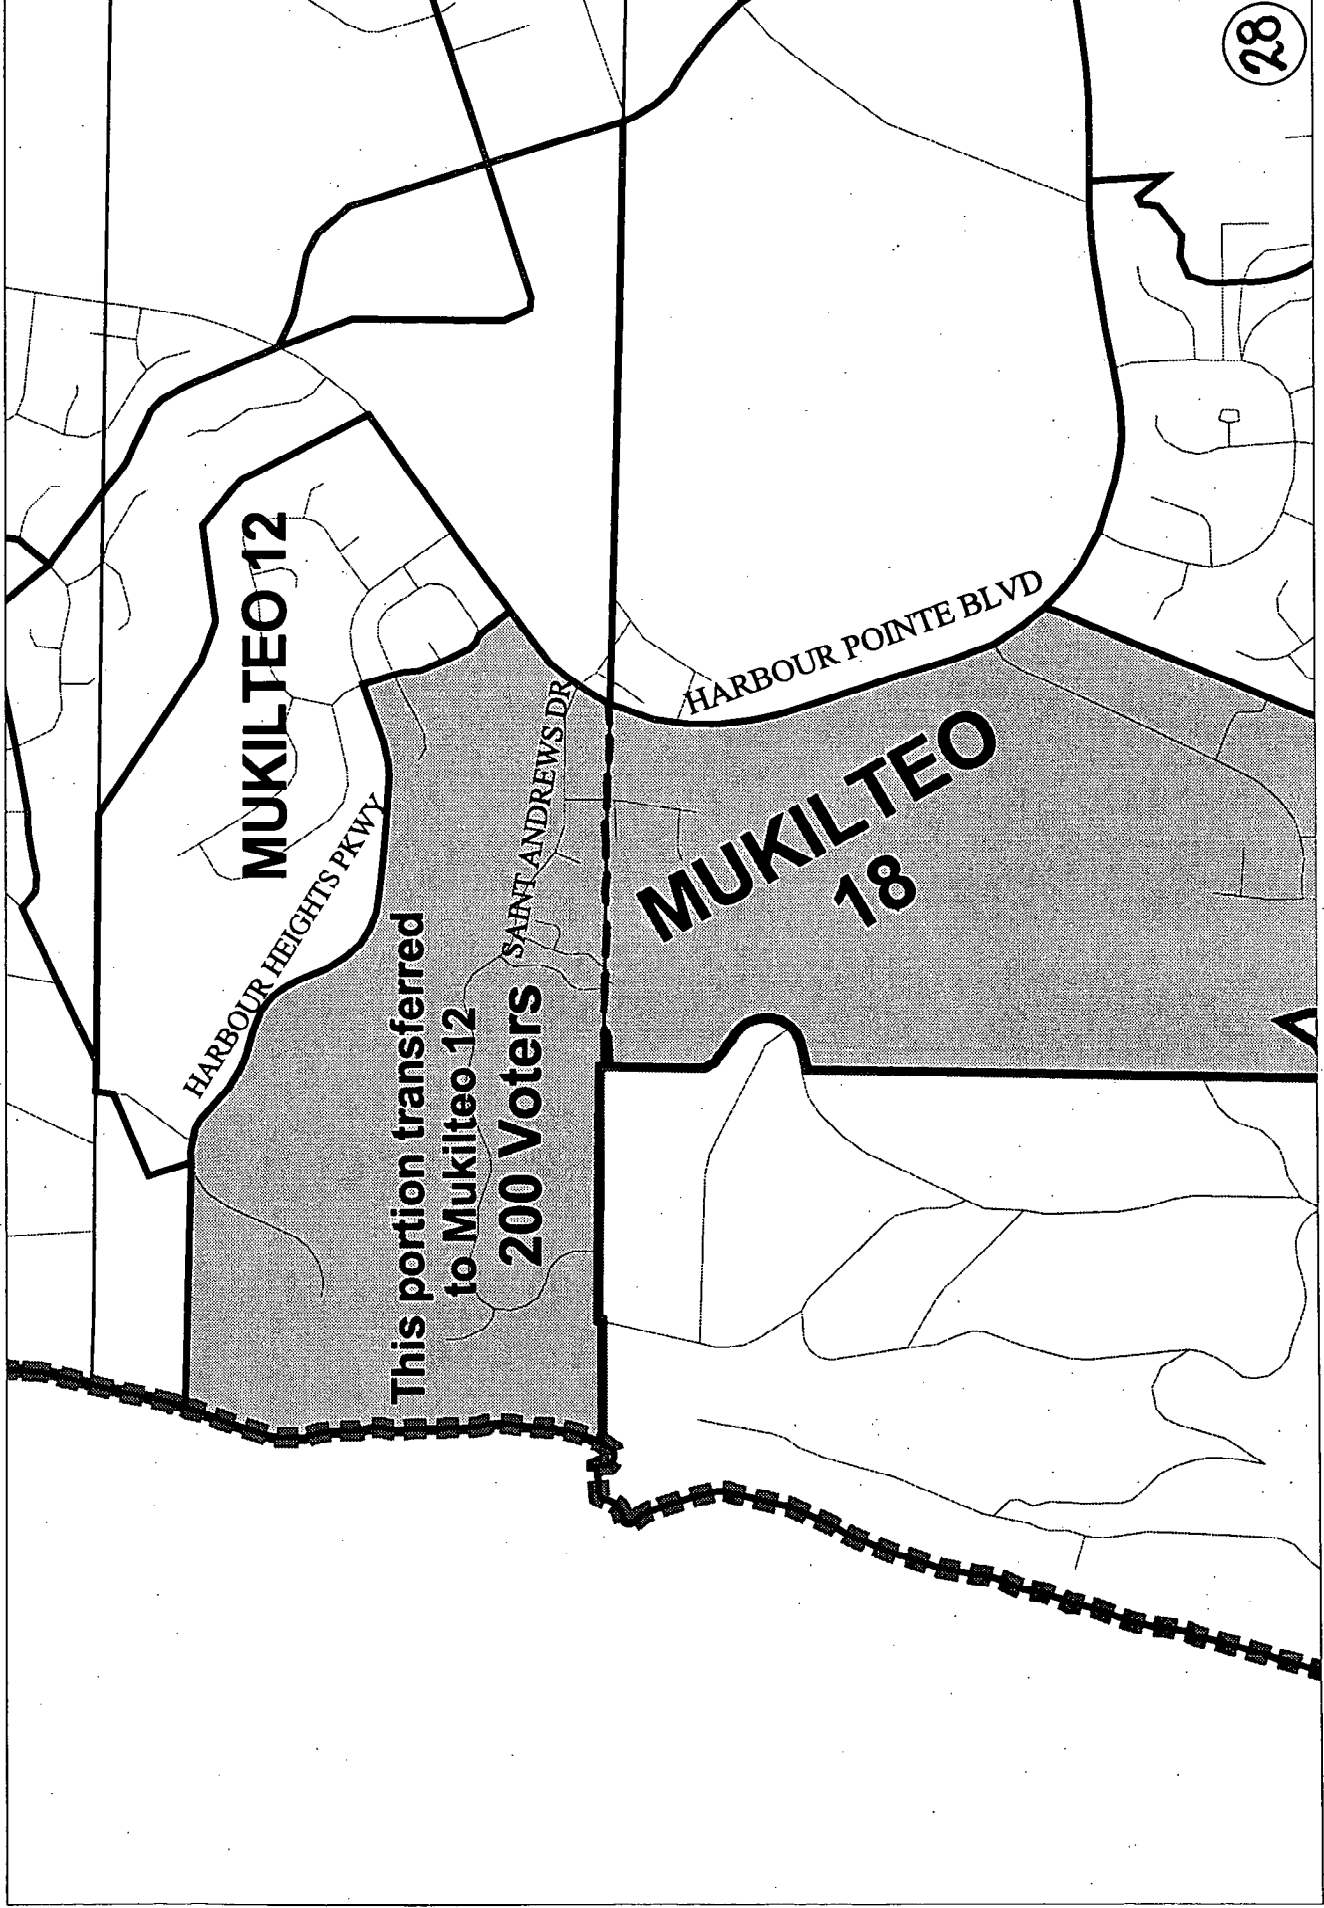 MUKILTEO 12
HARBOUR HEIGHTS PKWY
This portion transferred
to Mukilteo 12
200 Voters
SAINT ANDREWS DR
HARBOUR POINTE BLVD
MUKILTEO
18
28